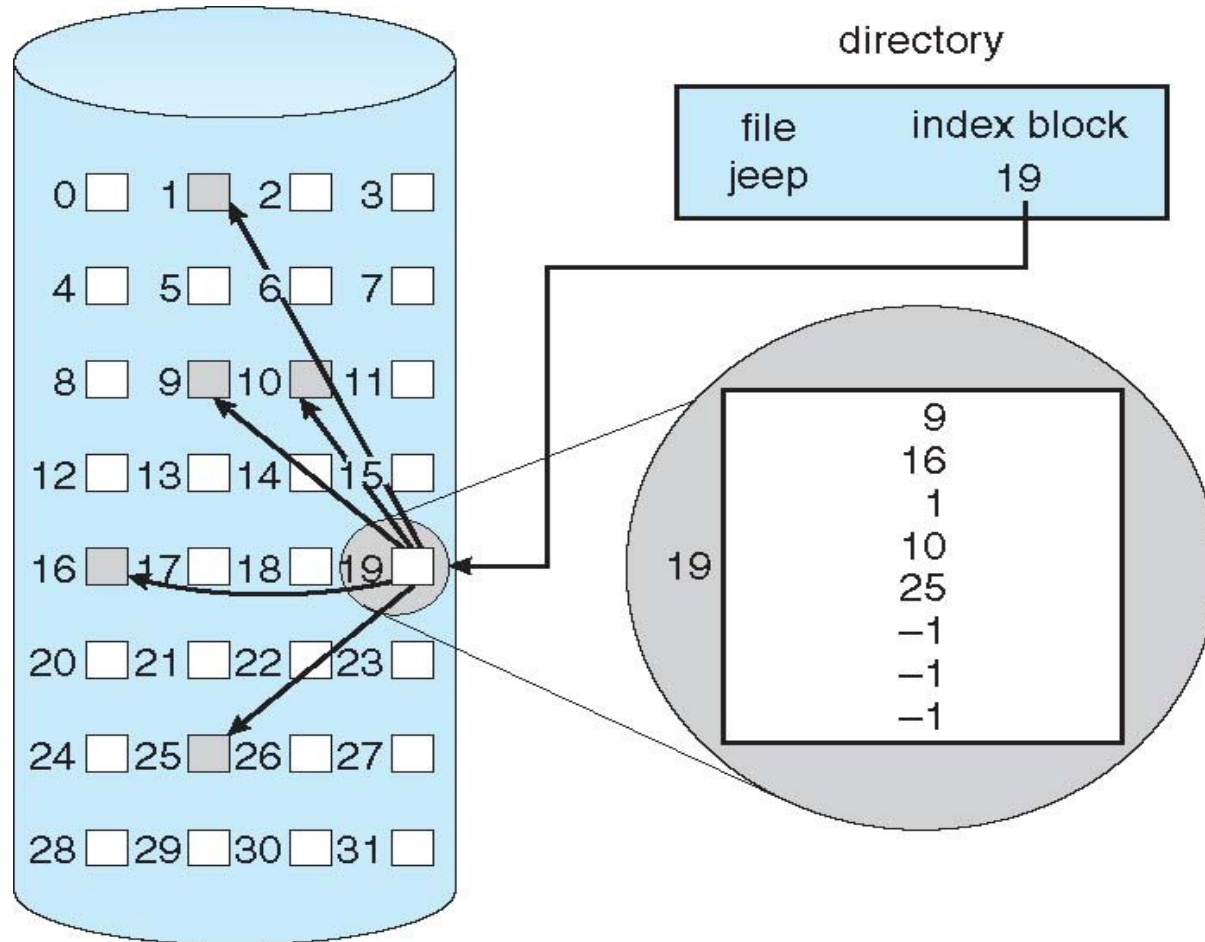 directory
file index block
jeep 19
0 1 2 3
4 5 6 7
8 9 10 11
12 13 14 15
16 17 18 19
20 21 22 23
24 25 26 27
28 29 30 31
19
9
16
1
10
25
–1
–1
–1